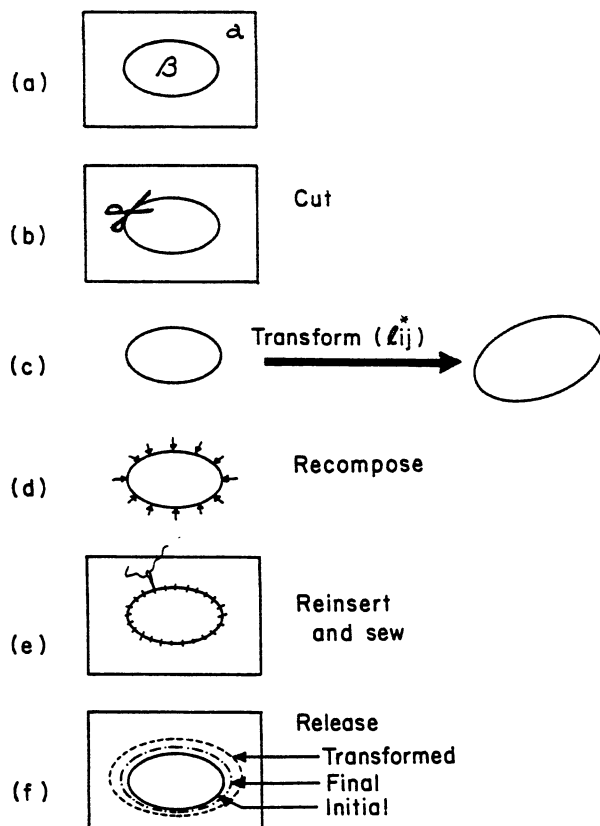 (a)
α
β
(b)
Cut
(c)
Transform (ℓ*ij)
(d)
Recompose
(e)
Reinsert
and sew
(f)
Release
Transformed
Final
Initial